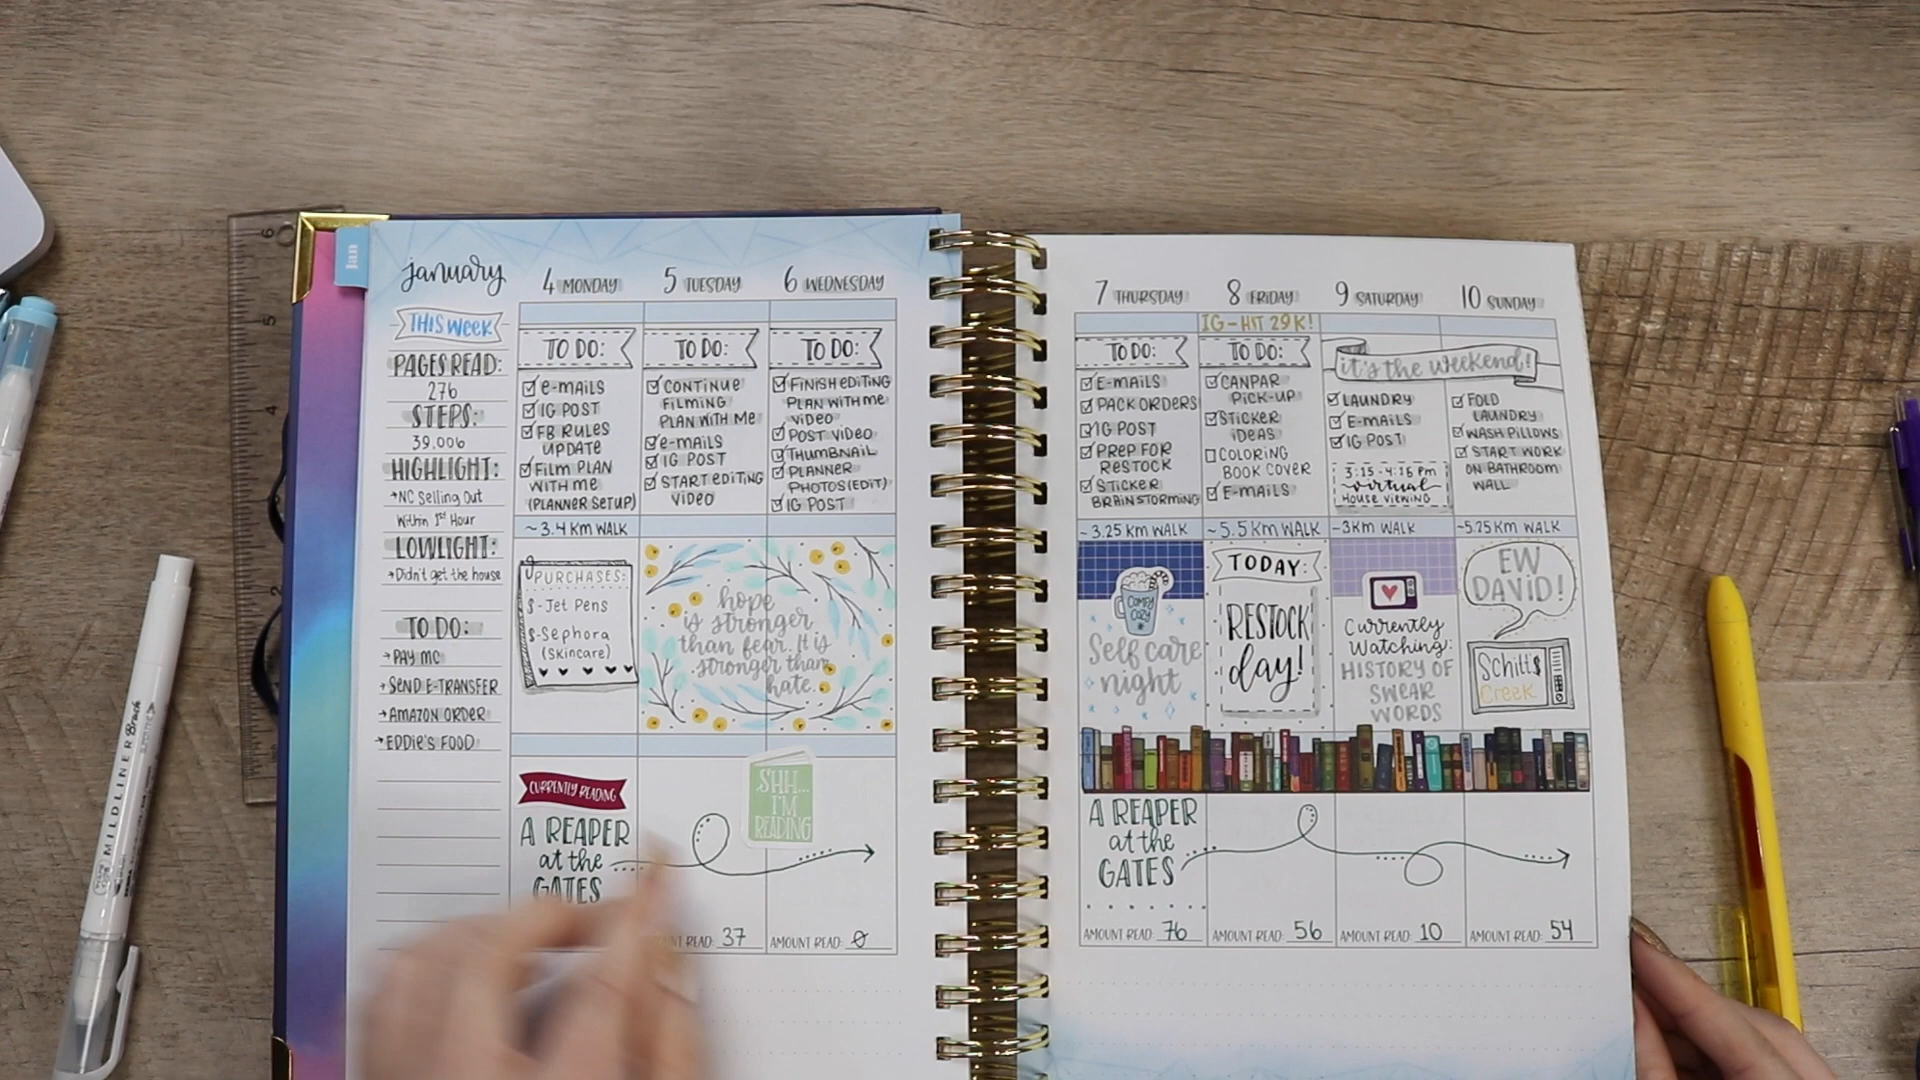 Jan
january
THIS WEEK
PAGES READ:
276
STEPS:
39,006
HIGHLIGHT:
→NC Selling Out
Within 1st Hour
LOWLIGHT:
→Didn't get the house
TO DO:
→PAY MC
→SEND E-TRANSFER
→AMAZON ORDER
→EDDIE'S FOOD
4 MONDAY
TO DO:
e-MAILS
IG POST
FB RULES
UPDATE
FILM PLAN
WITH ME
(PLANNER SETUP)
~3.4 KM WALK
PURCHASES:
$-Jet Pens
$-Sephora
(skincare)
CURRENTLY READING
A REAPER
at the
GATES
5 TUESDAY
TO DO:
CONTINUE
FILMING
PLAN WITH ME
e-MAILS
IG POST
START EDITING
VIDEO
6 WEDNESDAY
TO DO:
FINISH EDITING
PLAN WITH ME
VIDEO
POST VIDEO
THUMBNAIL
PLANNER
PHOTOS (EDIT)
IG POST
hope
is stronger
than fear. It is
stronger than
hate.
SHH...
I'M
READING
READ: 37
AMOUNT READ: 0
7 THURSDAY
TO DO:
E-MAILS
PACK ORDERS
IG POST
PREP FOR
RESTOCK
STICKER
BRAINSTORMING
~3.25 KM WALK
COMFY
COZY
Self care
night
A REAPER
at the
GATES
AMOUNT READ: 76
8 FRIDAY
IG-HIT 29K!
TO DO:
CANPAR
PICK-UP
STICKER
IDEAS
COLORING
BOOK COVER
E-MAILS
~5.5 KM WALK
TODAY:
RESTOCK
day!
AMOUNT READ: 56
9 SATURDAY
it's the weekend!
LAUNDRY
E-MAILS
IG POST
3:15-4:15 PM
virtual
HOUSE VIEWING
~3KM WALK
Currently
Watching:
HISTORY OF
SWEAR
WORDS
AMOUNT READ: 10
10 SUNDAY
FOLD
LAUNDRY
WASH PILLOWS
START WORK
ON BATHROOM
WALL
~5.25 KM WALK
EW
DAVID!
Schitt's
Creek
AMOUNT READ: 54
MILDLINER Brush
6
5
4
2